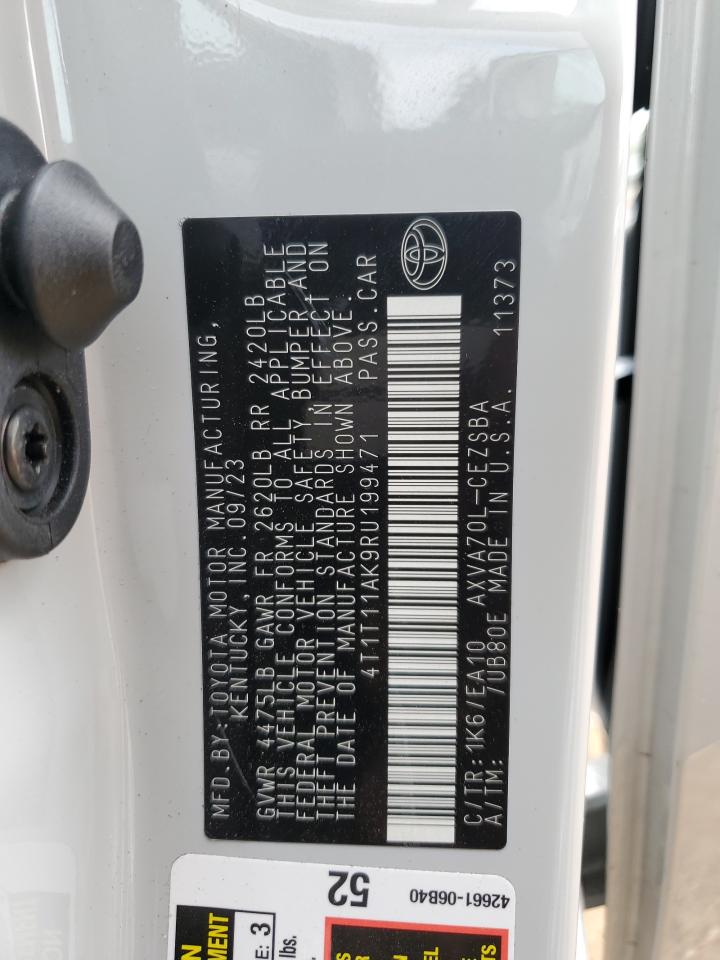 MFD. BY: TOYOTA MOTOR MANUFACTURING,
KENTUCKY, INC. 09/23
GVWR 4475LB GAWR FR 2620LB RR 2420LB
THIS VEHICLE CONFORMS TO ALL APPLICABLE
FEDERAL MOTOR VEHICLE SAFETY, BUMPER, AND
THEFT PREVENTION STANDARDS IN EFFECT ON
THE DATE OF MANUFACTURE SHOWN ABOVE.
4T1T11AK9RU199471 PASS. CAR
C/TR: 1K6/EA10 AXVA70L-CEZSBA
A/TM: /UB80E MADE IN U.S.A. 11373
52
42661-06B40
E: 3
lbs.